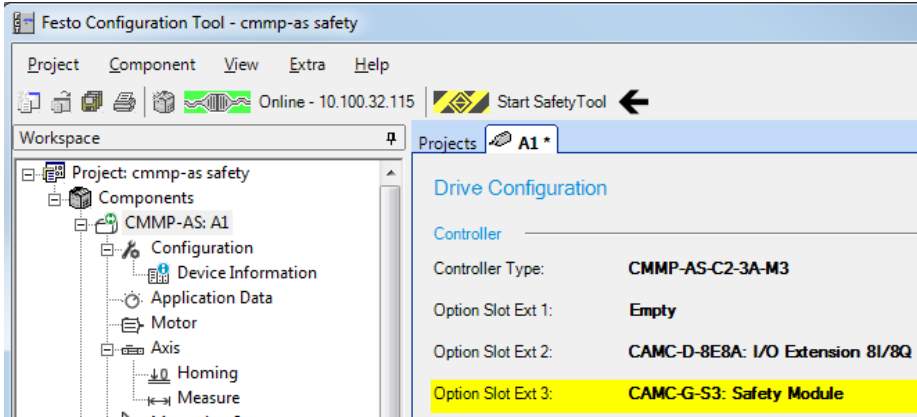 Festo Configuration Tool - cmmp-as safety
Project Component View Extra Help
Online - 10.100.32.115 Start SafetyTool
Workspace
Projects A1 *
Project: cmmp-as safety
Components
CMMP-AS: A1
Configuration
Device Information
Application Data
Motor
Axis
Homing
Measure
Drive Configuration
Controller
Controller Type: CMMP-AS-C2-3A-M3
Option Slot Ext 1: Empty
Option Slot Ext 2: CAMC-D-8E8A: I/O Extension 8I/8Q
Option Slot Ext 3: CAMC-G-S3: Safety Module